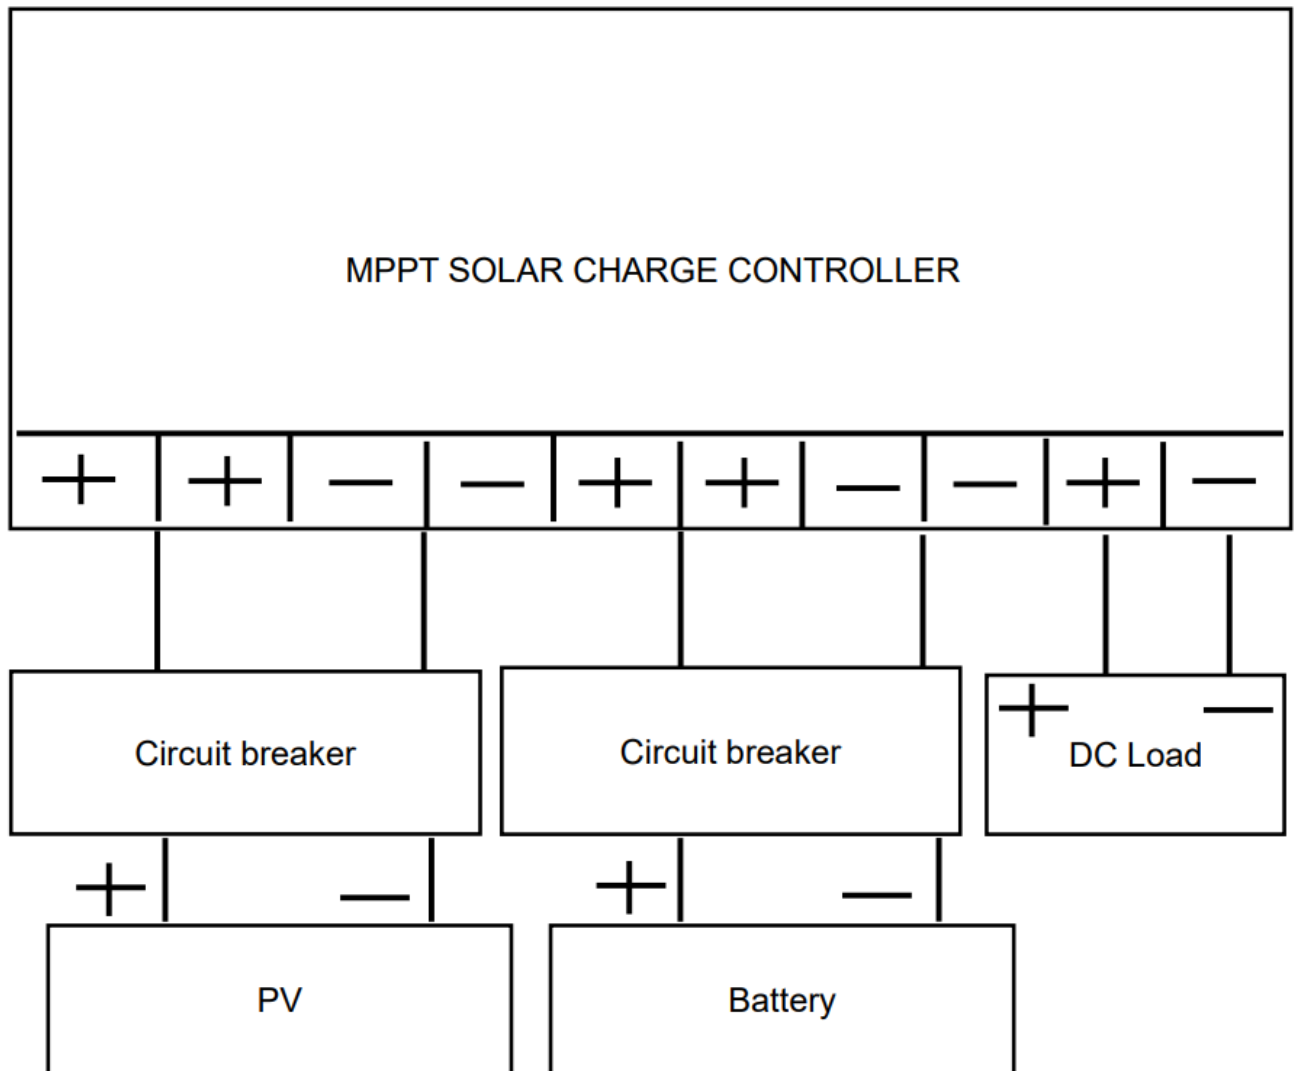 MPPT SOLAR CHARGE CONTROLLER
+ + — — + + — — + —
Circuit breaker
Circuit breaker
+ —
DC Load
+ —
+ —
PV
Battery